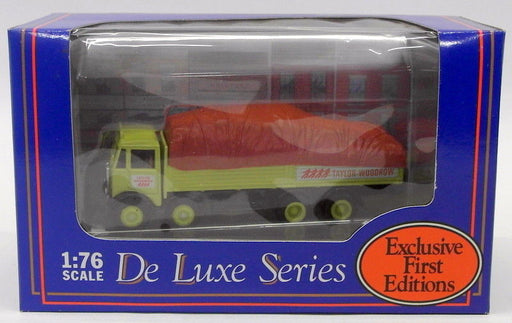 TAYLOR WOODROW
1:76
SCALE
De Luxe Series
Exclusive
First
Editions